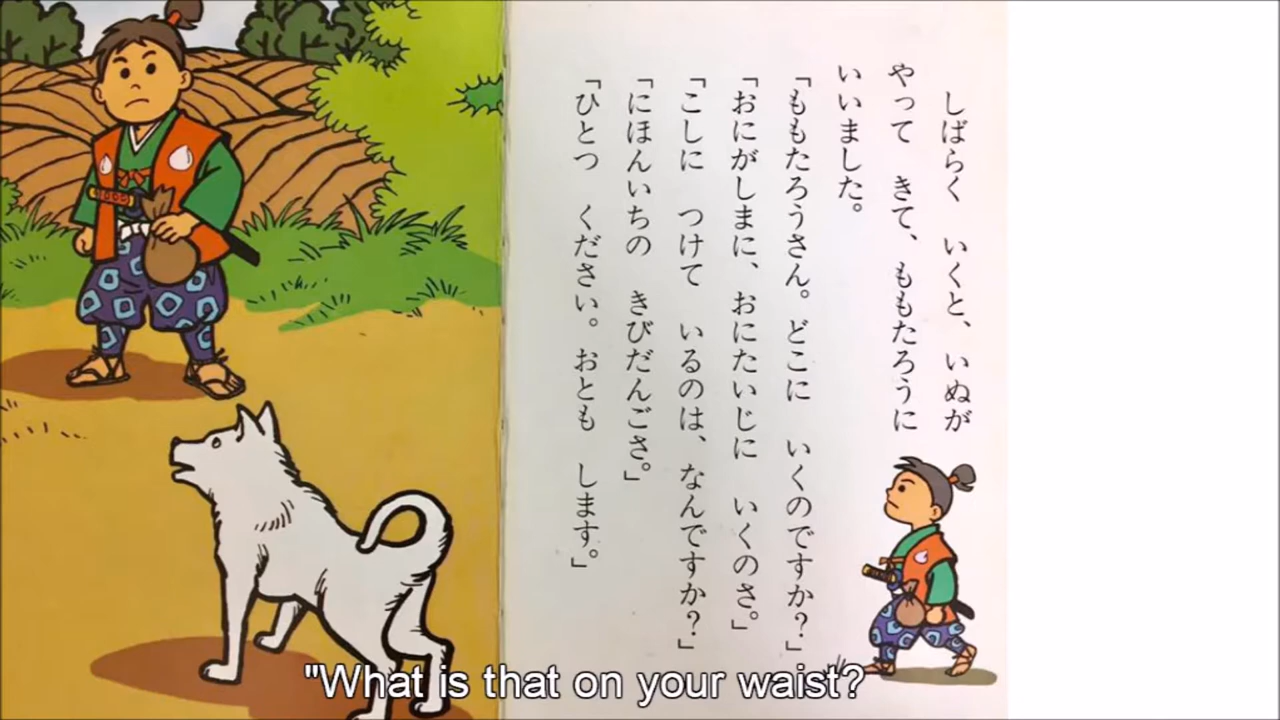 しばらく　いくと、いぬが
やって　きて、ももたろうに
いいました。
「ももたろうさん。どこに　いくのですか？」
「おにがしまに、おにたいじに　いくのさ。」
「こしに　つけて　いるのは、なんですか？」
「にほんいちの　きびだんごさ。」
「ひとつ　ください。おとも　します。」
"What is that on your waist?